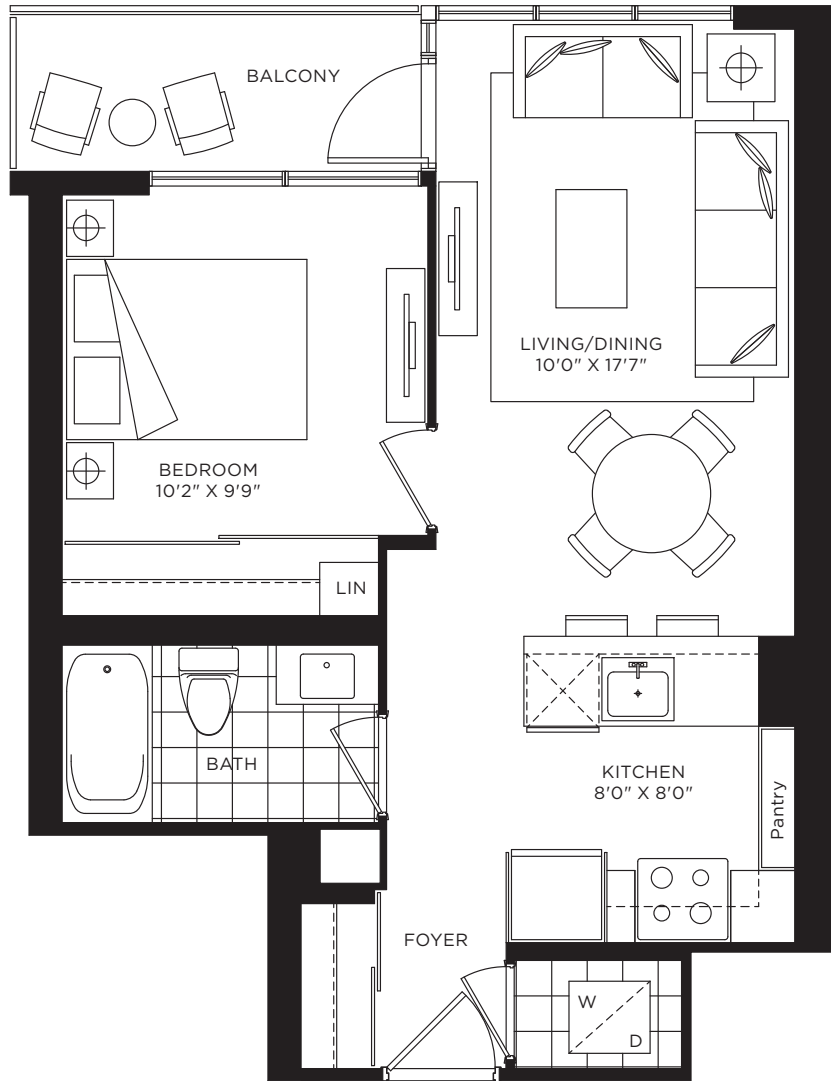 BALCONY
LIVING/DINING
10'0" X 17'7"
BEDROOM
10'2" X 9'9"
LIN
BATH
KITCHEN
8'0" X 8'0"
Pantry
FOYER
W
D